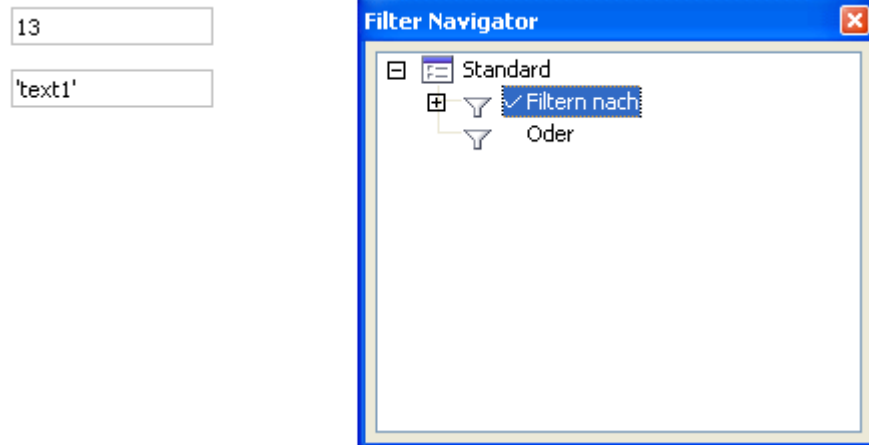 13
'text1'
Filter Navigator
Standard
Filtern nach
Oder